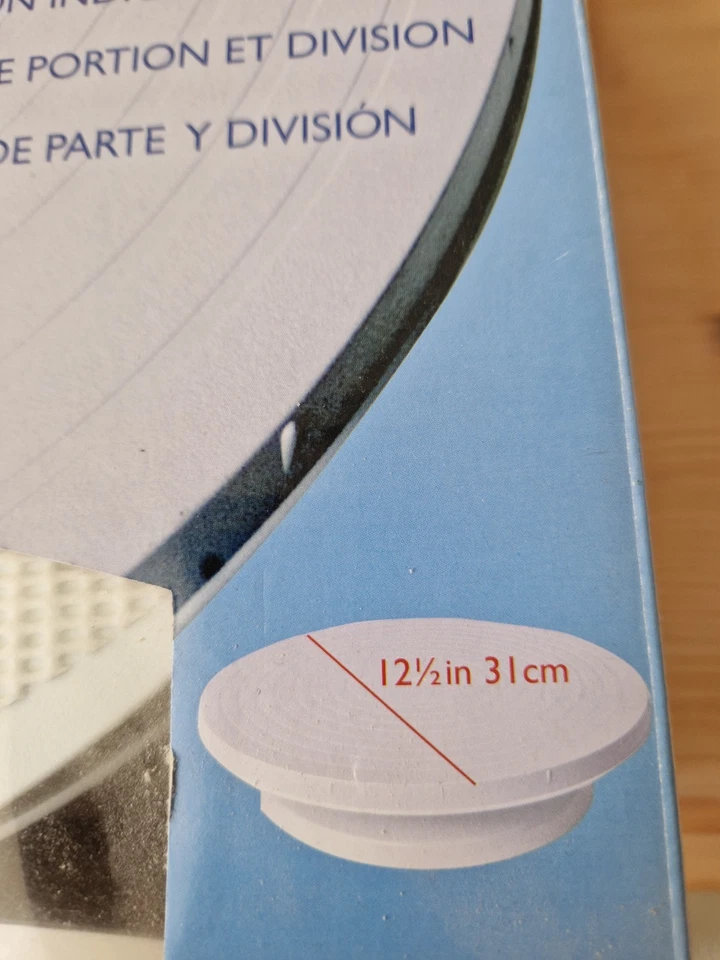 PORTION ET DIVISION
DE PARTE Y DIVISIÓN
12½in 31cm